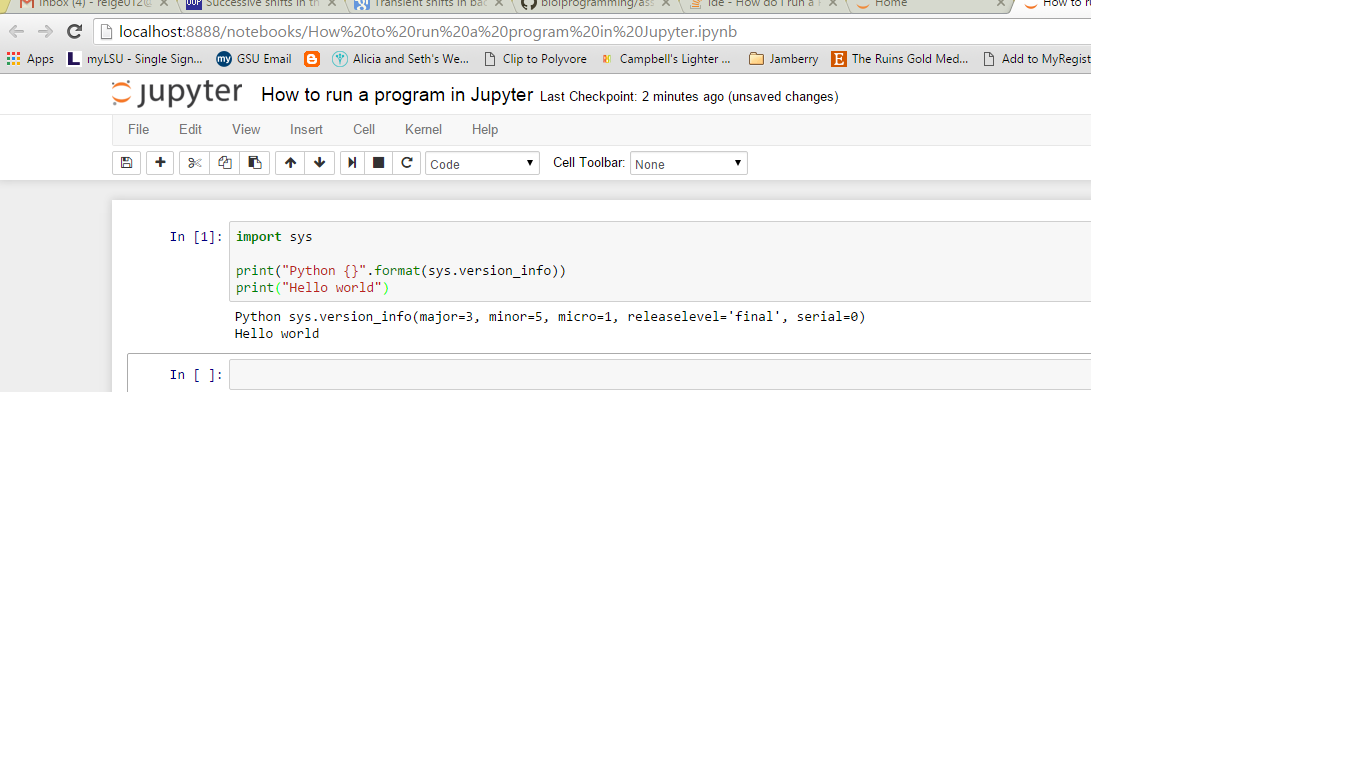 Inbox (4) - reige012@ Successive shifts in th Transient shifts in bac biolprogramming/ass ide - How do I run a Home How to ru
localhost:8888/notebooks/How%20to%20run%20a%20program%20in%20Jupyter.ipynb
Apps L myLSU - Single Sign... my GSU Email Alicia and Seth's We... Clip to Polyvore Campbell's Lighter ... Jamberry E The Ruins Gold Med... Add to MyRegist
jupyter How to run a program in Jupyter Last Checkpoint: 2 minutes ago (unsaved changes)
File Edit View Insert Cell Kernel Help
Code Cell Toolbar: None
In [1]: import sys
print("Python {}".format(sys.version_info))
print("Hello world")
Python sys.version_info(major=3, minor=5, micro=1, releaselevel='final', serial=0)
Hello world
In [ ]: